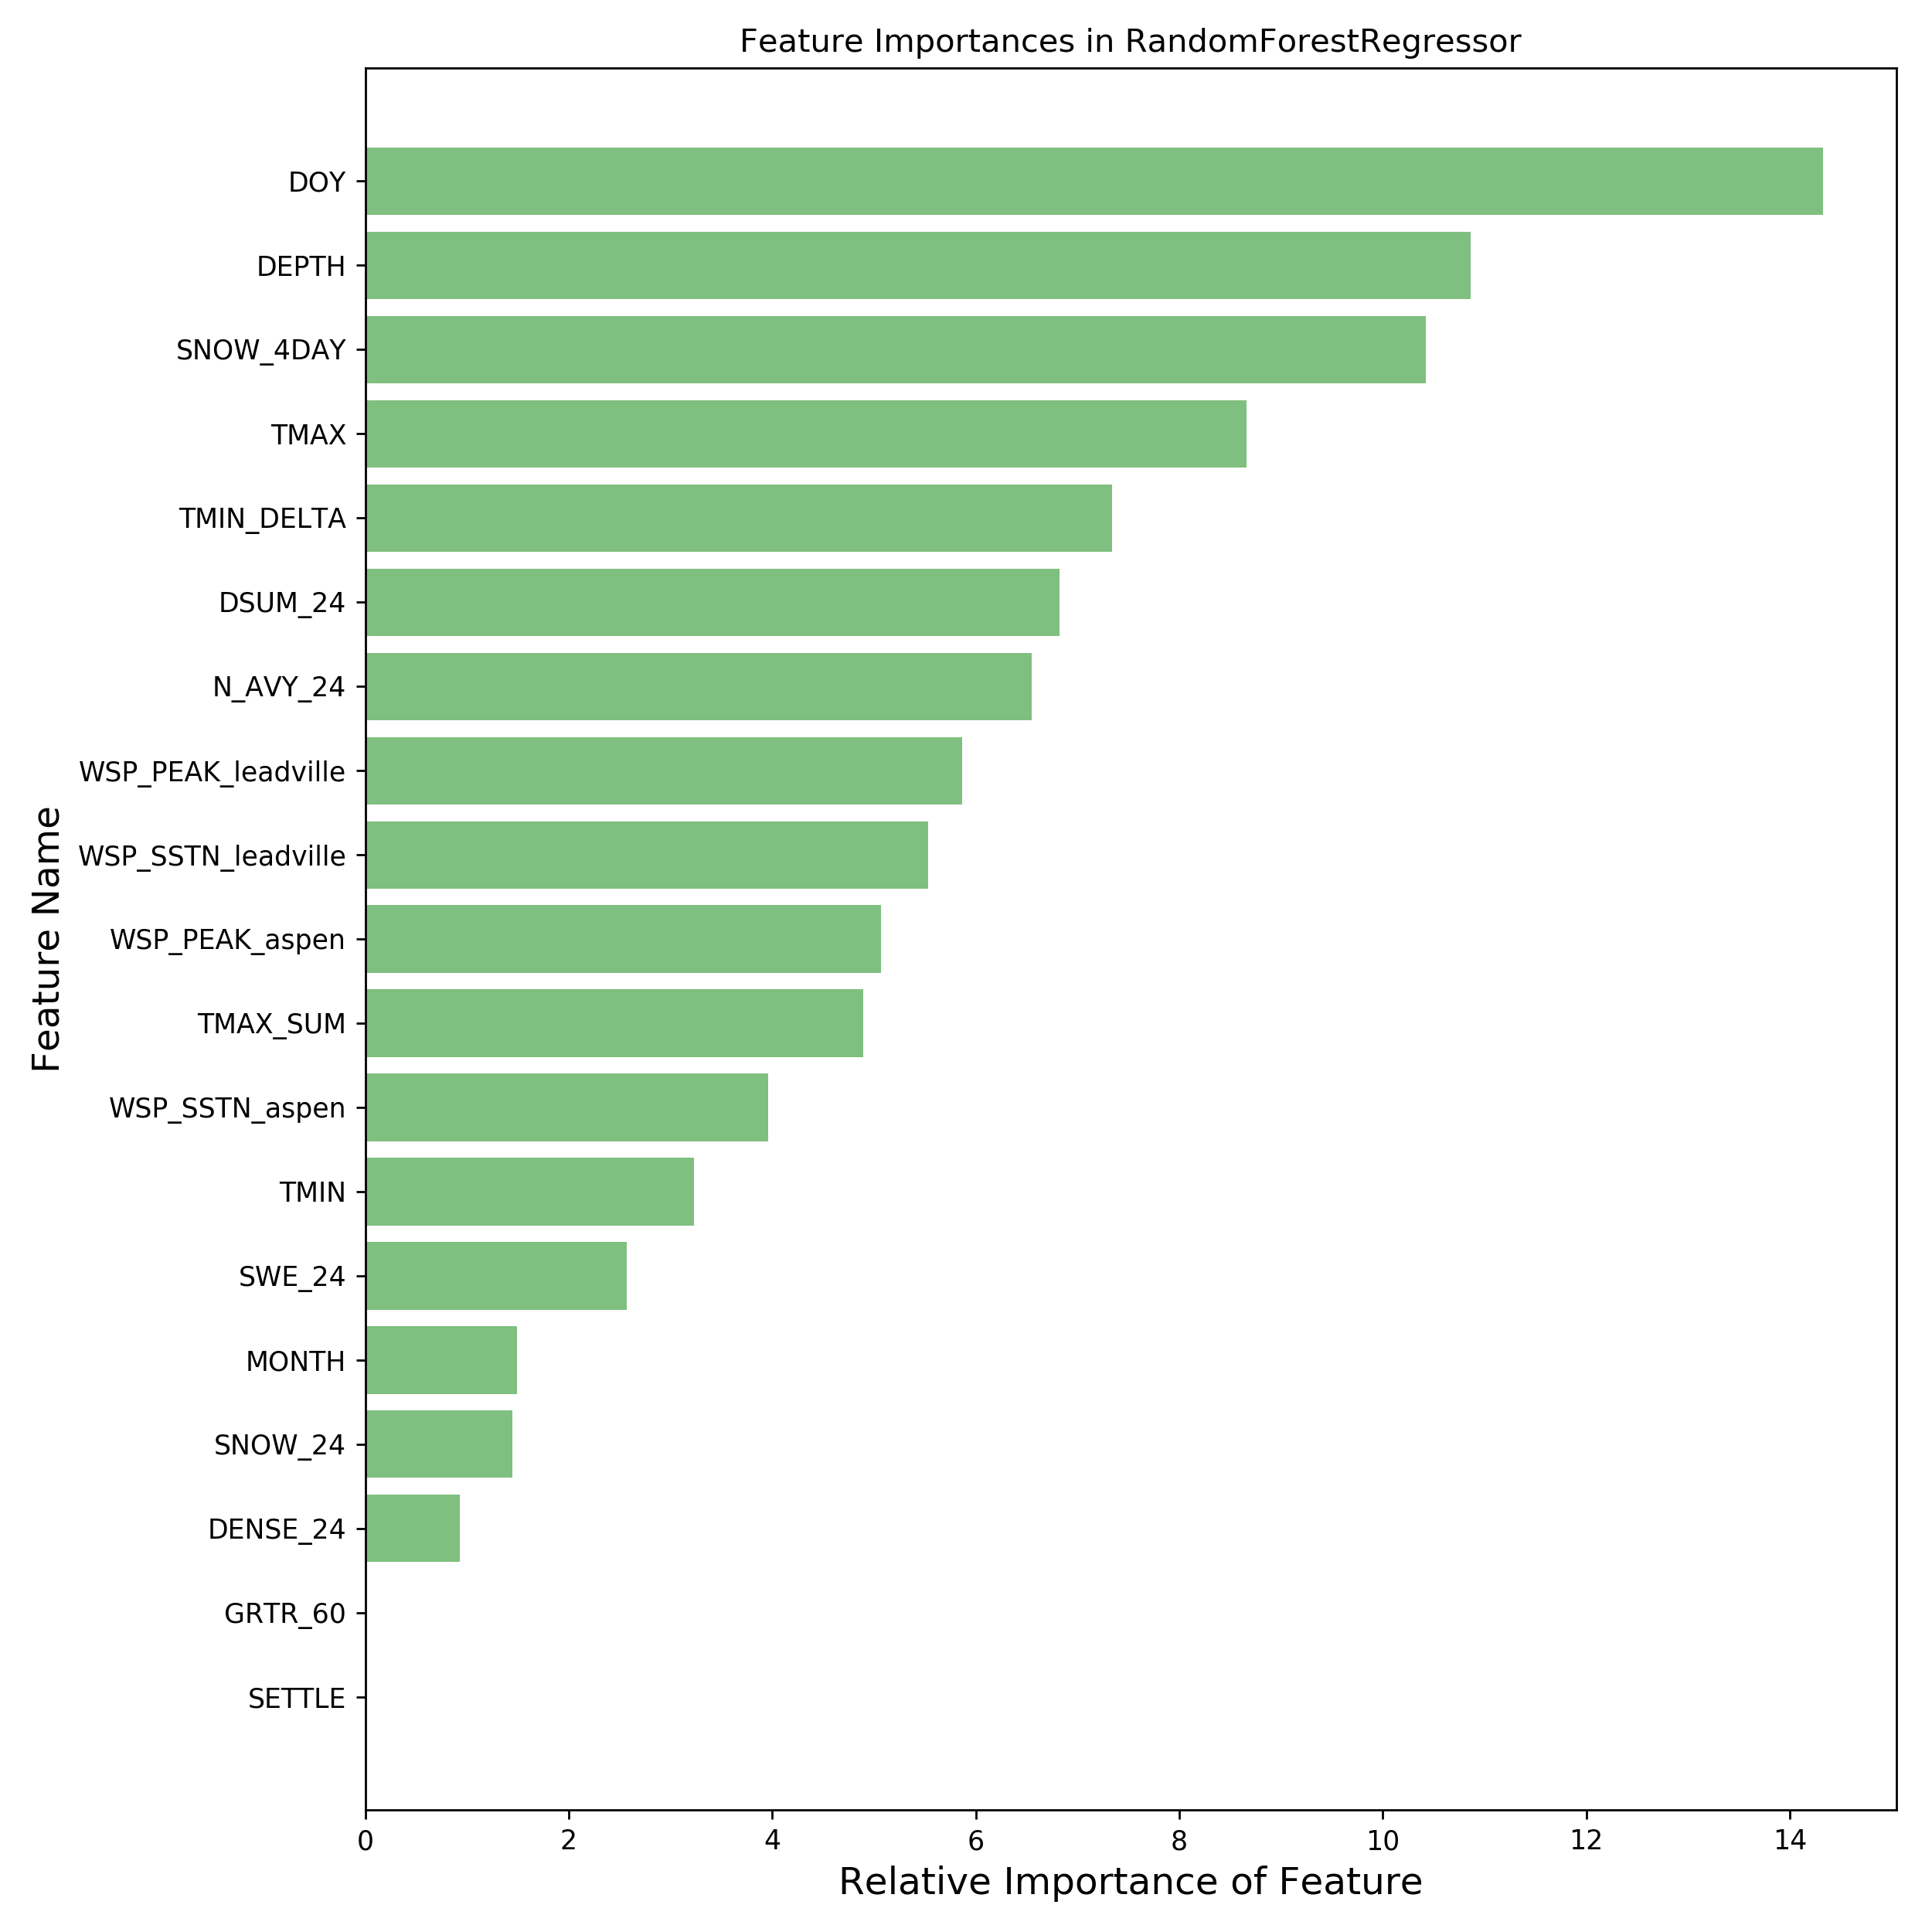 Feature Importances in RandomForestRegressor
Feature Name
DOY
DEPTH
SNOW_4DAY
TMAX
TMIN_DELTA
DSUM_24
N_AVY_24
WSP_PEAK_leadville
WSP_SSTN_leadville
WSP_PEAK_aspen
TMAX_SUM
WSP_SSTN_aspen
TMIN
SWE_24
MONTH
SNOW_24
DENSE_24
GRTR_60
SETTLE
0 2 4 6 8 10 12 14
Relative Importance of Feature